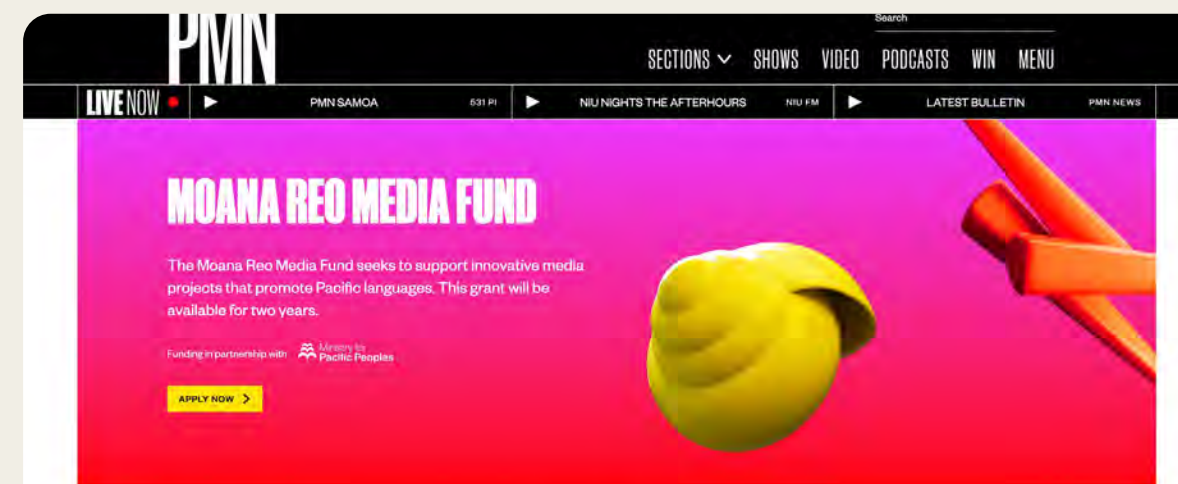 PMN
Search
SECTIONS SHOWS VIDEO PODCASTS WIN MENU
LIVE NOW PMN SAMOA 531 PI NIU NIGHTS THE AFTERHOURS NIU FM LATEST BULLETIN PMN NEWS
MOANA REO MEDIA FUND
The Moana Reo Media Fund seeks to support innovative media
projects that promote Pacific languages. This grant will be
available for two years.
Funding in partnership with Ministry for
Pacific Peoples
APPLY NOW